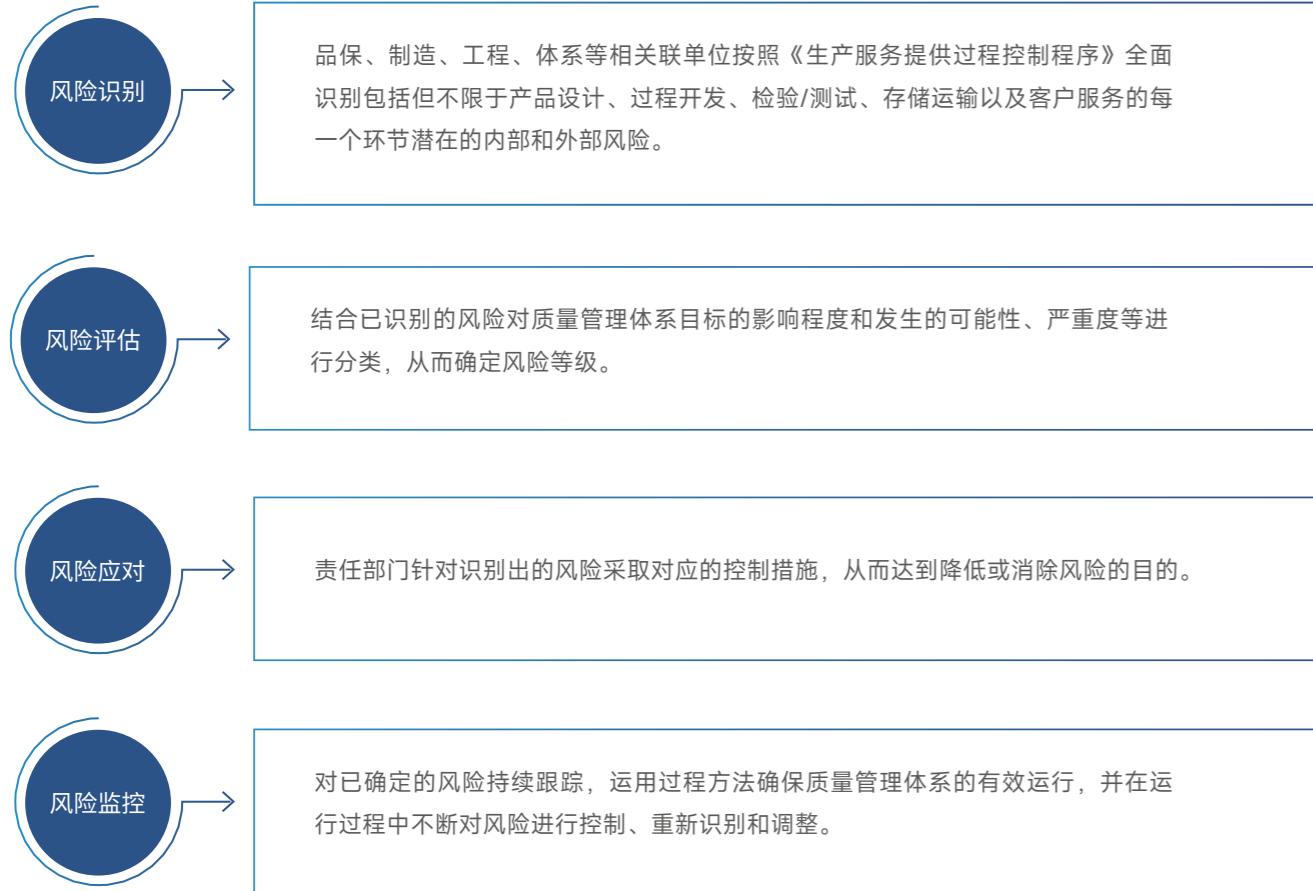 风险识别
品保、制造、工程、体系等相关联单位按照《生产服务提供过程控制程序》全面
识别包括但不限于产品设计、过程开发、检验/测试、存储运输以及客户服务的每
一个环节潜在的内部和外部风险。
风险评估
结合已识别的风险对质量管理体系目标的影响程度和发生的可能性、严重度等进
行分类，从而确定风险等级。
风险应对
责任部门针对识别出的风险采取对应的控制措施，从而达到降低或消除风险的目的。
风险监控
对已确定的风险持续跟踪，运用过程方法确保质量管理体系的有效运行，并在运
行过程中不断对风险进行控制、重新识别和调整。